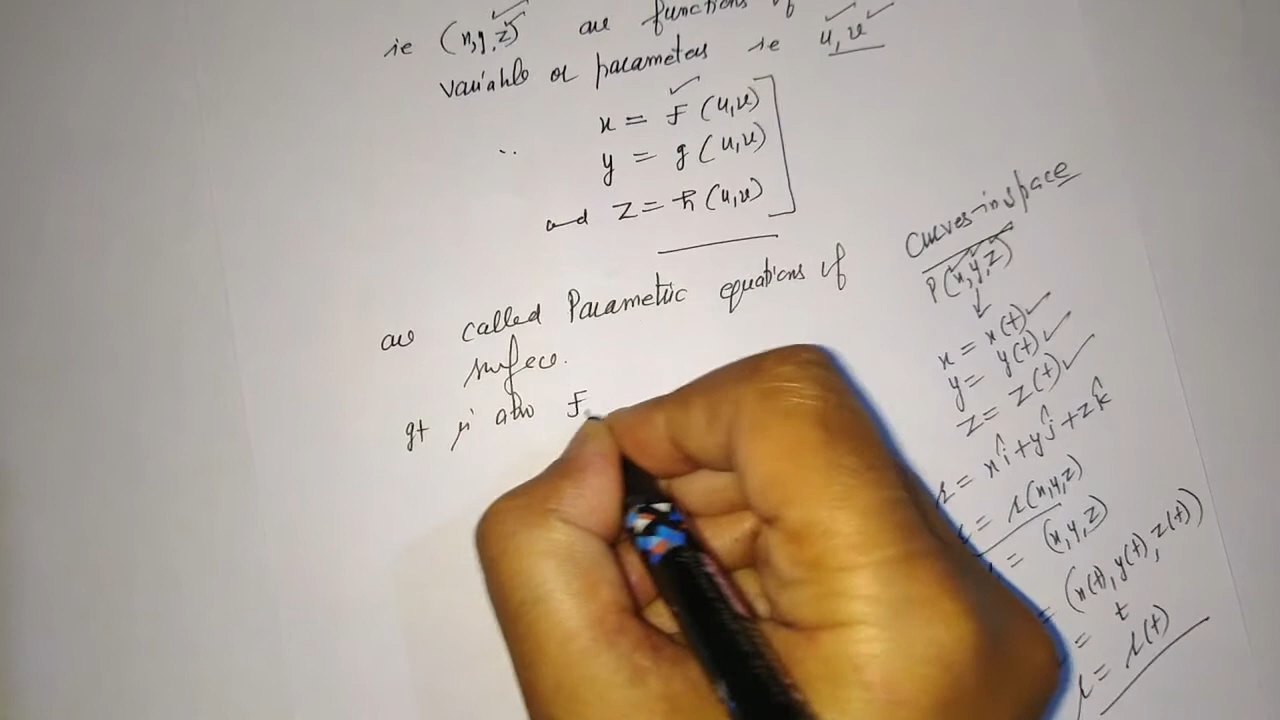 ie (x,y,z) are functions of
variable or parameters ie u,v
∴ x = f (u,v)
y = g (u,v)
and z = h (u,v)
are called Parametric equations of
surface.
gt is also F
Curves-in space
P(x,y,z)
↓
x = x(t)
y = y(t)
z = z(t)
r = xî+yĵ+zk̂
r = r(x,y,z)
= (x,y,z)
= (x(t), y(t), z(t))
= t
r = r(t)